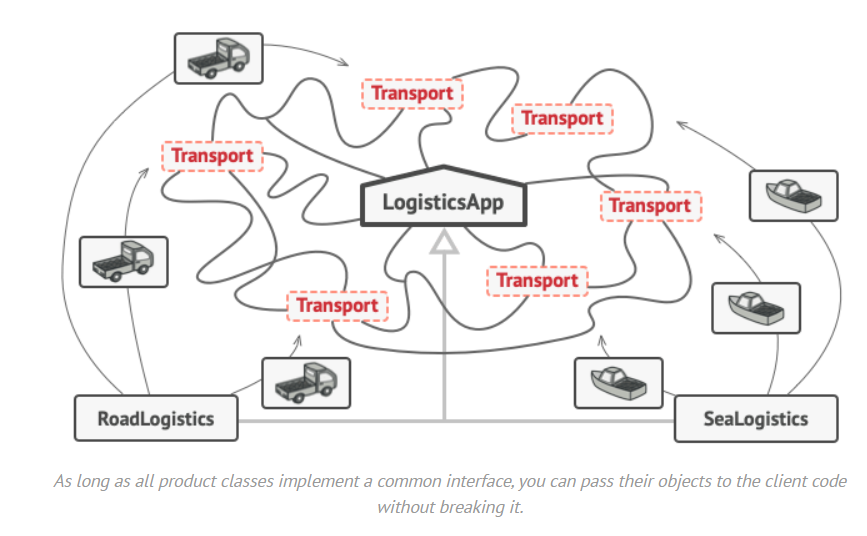 Transport
Transport
Transport
LogisticsApp
Transport
Transport
Transport
RoadLogistics
SeaLogistics
As long as all product classes implement a common interface, you can pass their objects to the client code
without breaking it.